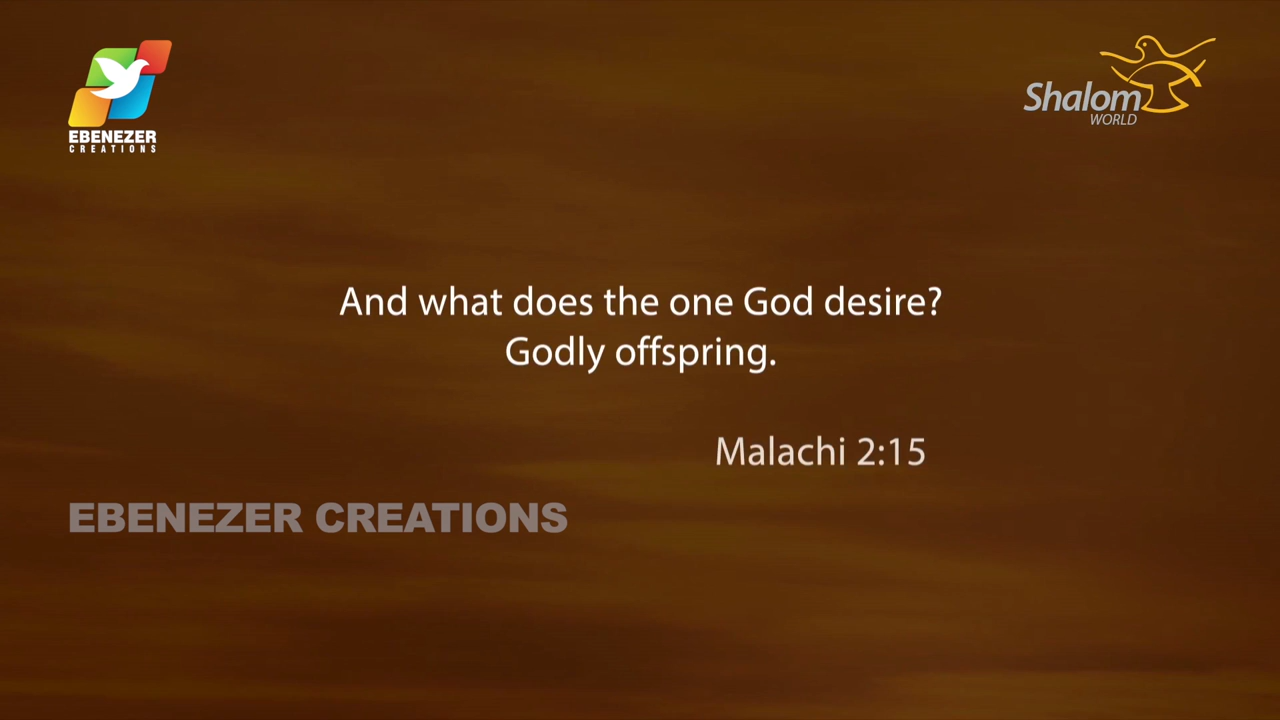 EBENEZER
CREATIONS
Shalom
WORLD
And what does the one God desire?
Godly offspring.
Malachi 2:15
EBENEZER CREATIONS